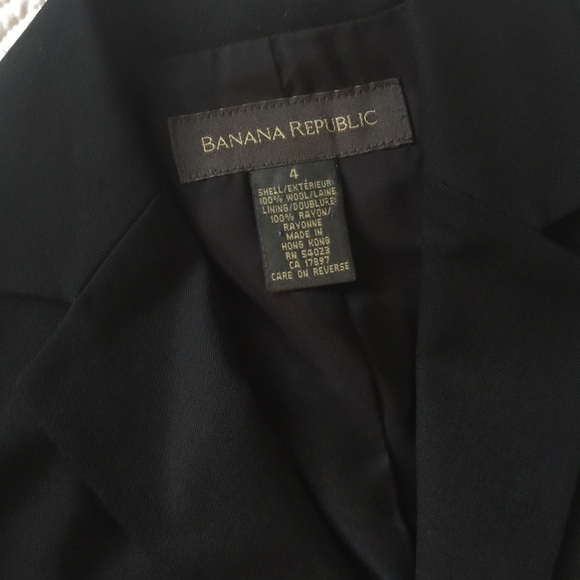 BANANA REPUBLIC
4
SHELL/EXTÉRIEUR:
100% WOOL/LAINE
LINING/DOUBLURE:
100% RAYON/
RAYONNE
MADE IN
HONG KONG
RN 54023
CA 17897
CARE ON REVERSE